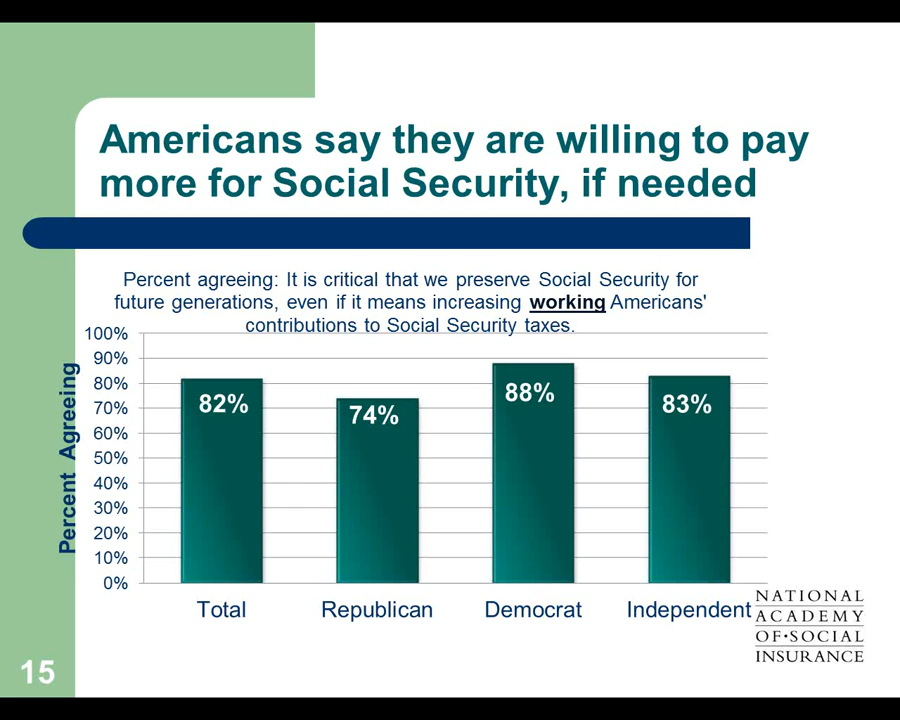 Americans say they are willing to pay
more for Social Security, if needed
Percent agreeing: It is critical that we preserve Social Security for
future generations, even if it means increasing working Americans'
contributions to Social Security taxes.
Percent Agreeing
100%
90%
80%
70%
60%
50%
40%
30%
20%
10%
0%
82%
74%
88%
83%
Total
Republican
Democrat
Independent
NATIONAL
ACADEMY
OF·SOCIAL
INSURANCE
15